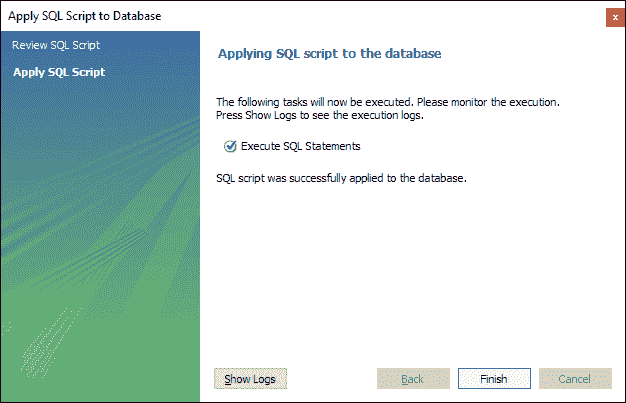 Apply SQL Script to Database
x
Review SQL Script
Apply SQL Script
Applying SQL script to the database
The following tasks will now be executed. Please monitor the execution.
Press Show Logs to see the execution logs.
Execute SQL Statements
SQL script was successfully applied to the database.
Show Logs
Back
Finish
Cancel